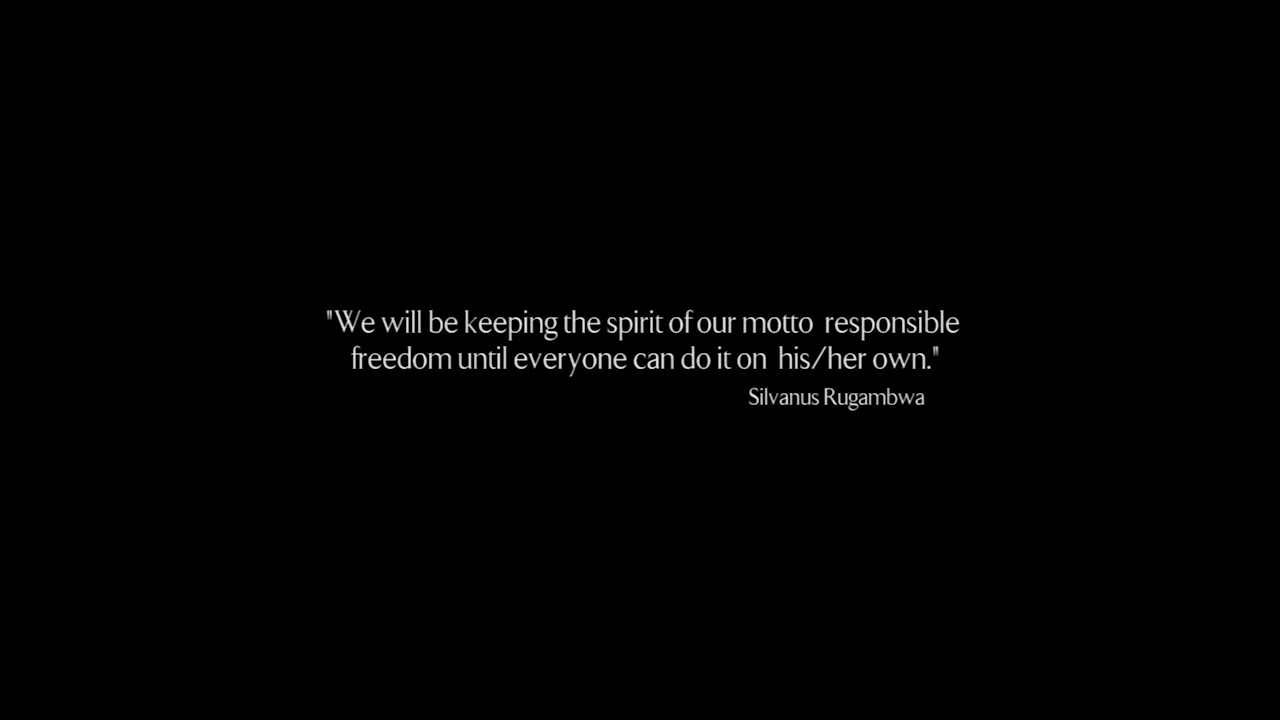 "We will be keeping the spirit of our motto  responsible
freedom until everyone can do it on  his/her own."
Silvanus Rugambwa